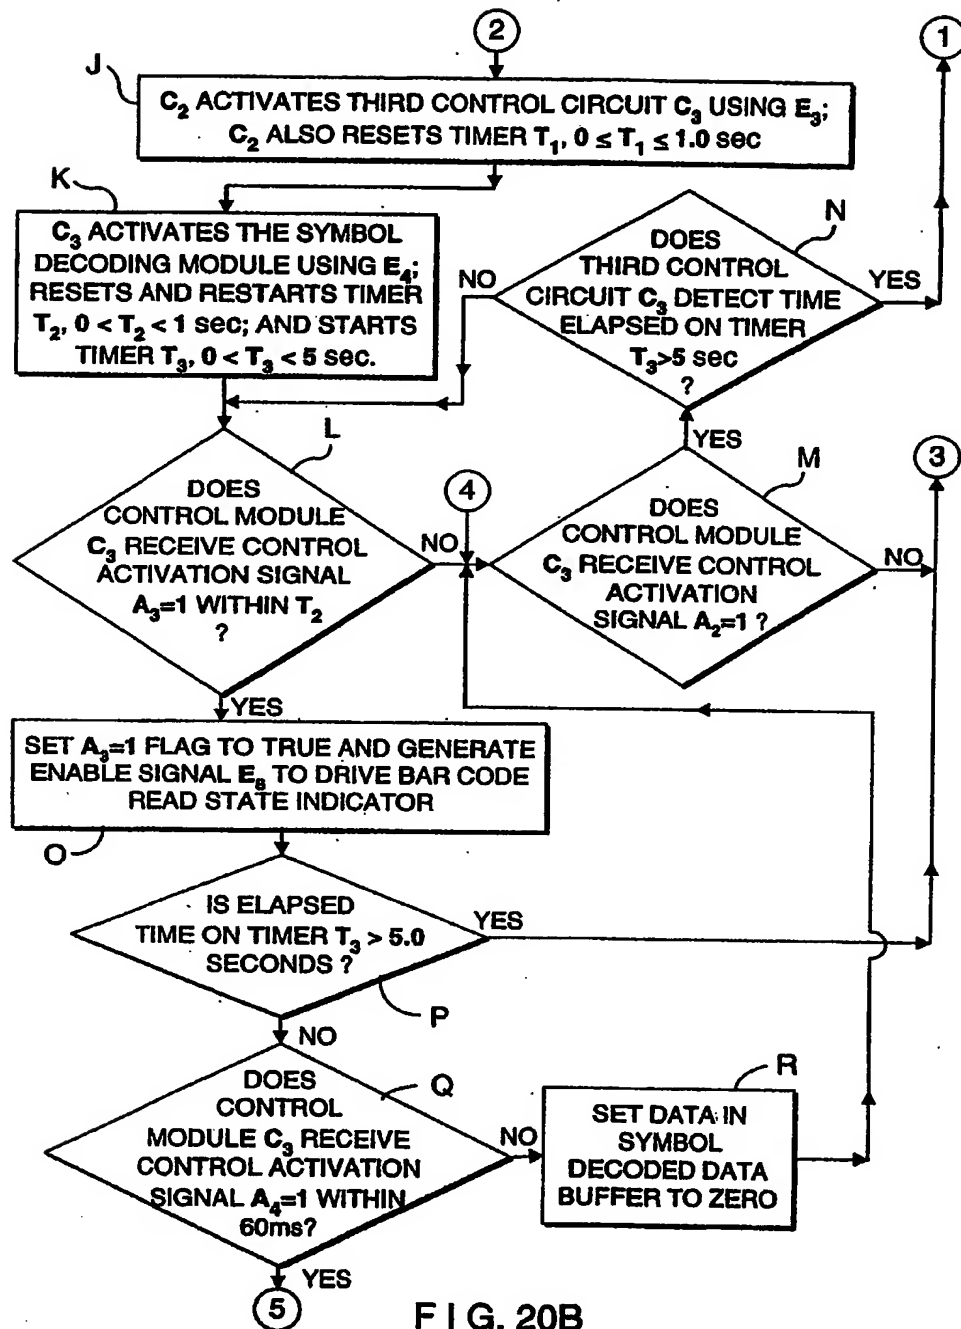 2
1
J
C₂ ACTIVATES THIRD CONTROL CIRCUIT C₃ USING E₃;
C₂ ALSO RESETS TIMER T₁, 0 ≤ T₁ ≤ 1.0 sec
K
C₃ ACTIVATES THE SYMBOL
DECODING MODULE USING E₄;
RESETS AND RESTARTS TIMER
T₂, 0 < T₂ < 1 sec; AND STARTS
TIMER T₃, 0 < T₃ < 5 sec.
N
DOES
THIRD CONTROL
CIRCUIT C₃ DETECT TIME
ELAPSED ON TIMER
T₃>5 sec
?
NO
YES
YES
L
DOES
CONTROL MODULE
C₃ RECEIVE CONTROL
ACTIVATION SIGNAL
A₃=1 WITHIN T₂
?
NO
4
M
DOES
CONTROL MODULE
C₃ RECEIVE CONTROL
ACTIVATION
SIGNAL A₂=1 ?
NO
3
YES
SET A₃=1 FLAG TO TRUE AND GENERATE
ENABLE SIGNAL E₈ TO DRIVE BAR CODE
READ STATE INDICATOR
O
IS ELAPSED
TIME ON TIMER T₃ > 5.0
SECONDS ?
YES
P
NO
Q
DOES
CONTROL
MODULE C₃ RECEIVE
CONTROL ACTIVATION
SIGNAL A₄=1 WITHIN
60ms?
NO
R
SET DATA IN
SYMBOL
DECODED DATA
BUFFER TO ZERO
YES
5
FIG. 20B